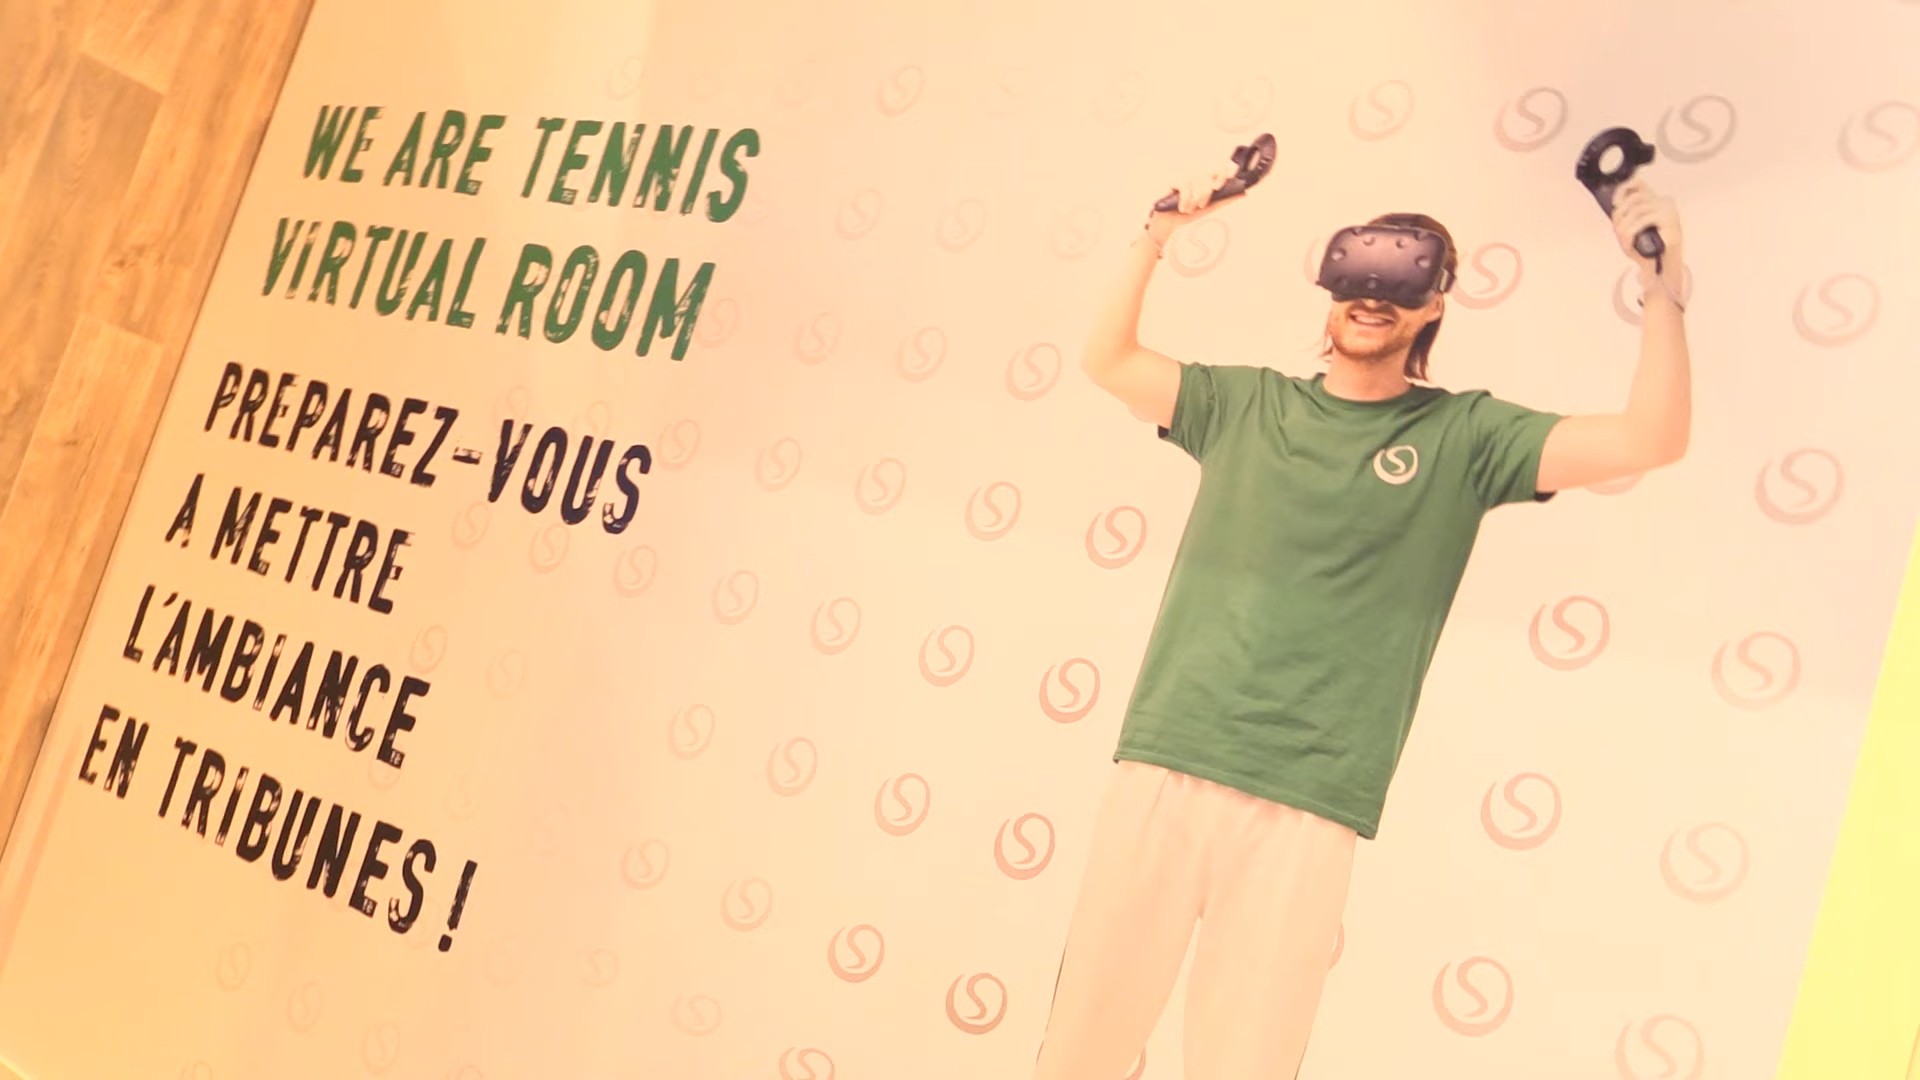 WE ARE TENNIS
VIRTUAL ROOM
PREPAREZ-VOUS
A METTRE
L'AMBIANCE
EN TRIBUNES !